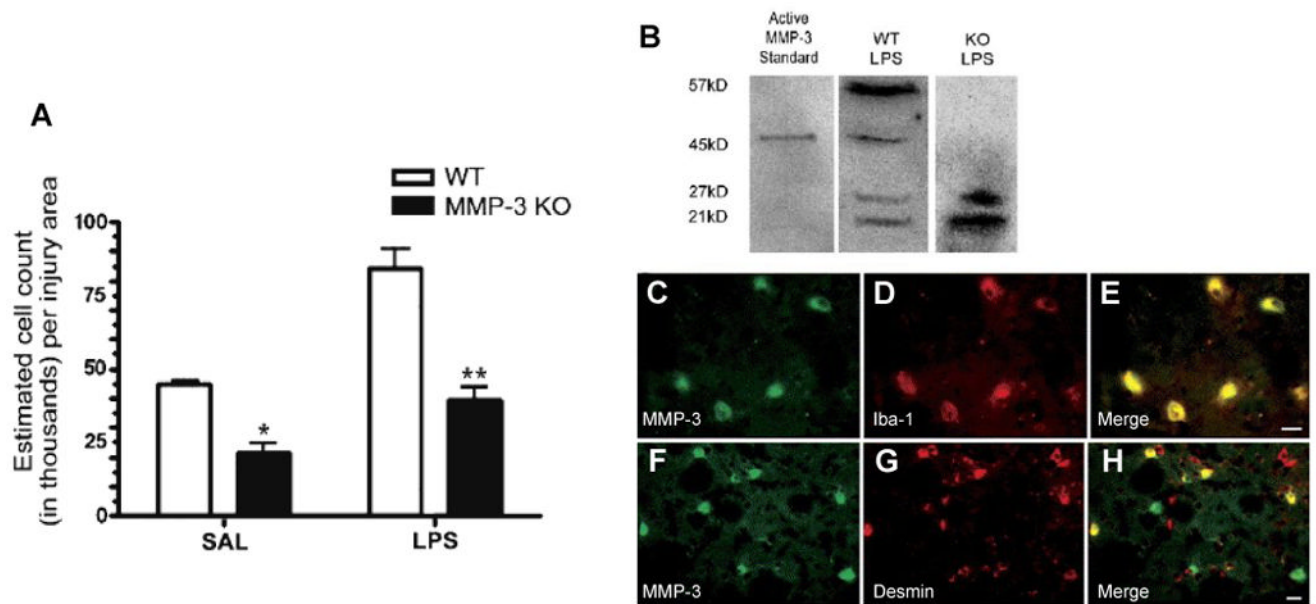 A
WT
MMP-3 KO
Estimated cell count
(in thousands) per injury area
100
75
50
25
0
*
**
SAL
LPS
B
Active
MMP-3
Standard
WT
LPS
KO
LPS
57kD
45kD
27kD
21kD
C
MMP-3
D
Iba-1
E
Merge
F
MMP-3
G
Desmin
H
Merge